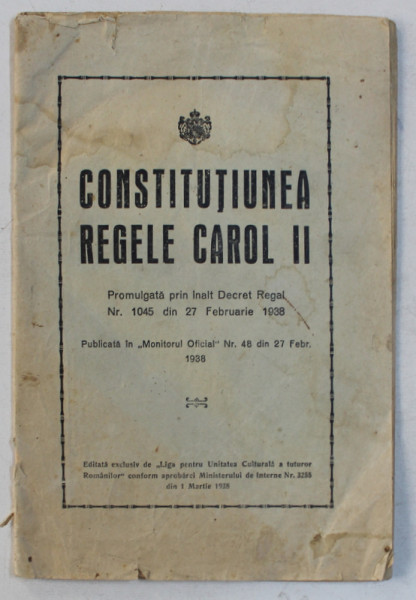 CONSTITUȚIUNEA
REGELE CAROL II
Promulgată prin Inalt Decret Regal
Nr. 1045 din 27 Februarie 1938
Publicată în „Monitorul Oficial" Nr. 48 din 27 Febr.
1938
Editată exclusiv de „Liga pentru Unitatea Culturală a tuturor
Românilor" conform aprobărei Ministerului de Interne Nr. 3255
din 1 Martie 1938